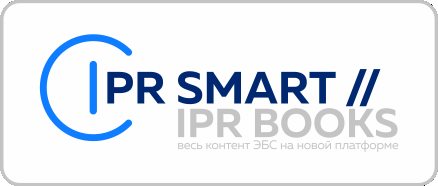 IPR SMART //
IPR BOOKS
весь контент ЭБС на новой платформе